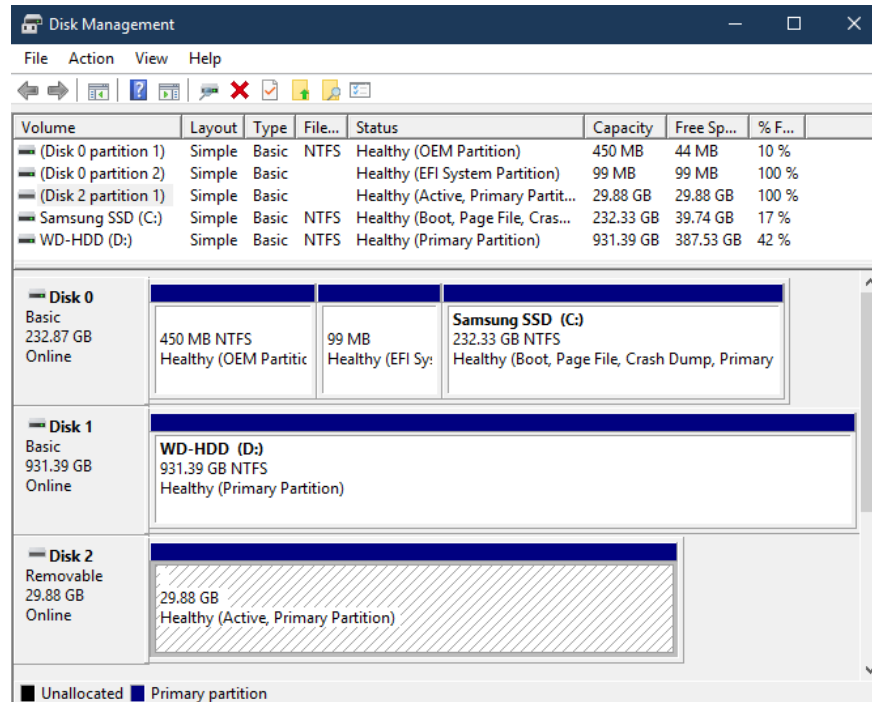 Disk Management
File Action View Help
Volume Layout Type File... Status Capacity Free Sp... % F...
(Disk 0 partition 1) Simple Basic NTFS Healthy (OEM Partition) 450 MB 44 MB 10 %
(Disk 0 partition 2) Simple Basic Healthy (EFI System Partition) 99 MB 99 MB 100 %
(Disk 2 partition 1) Simple Basic Healthy (Active, Primary Partit... 29.88 GB 29.88 GB 100 %
Samsung SSD (C:) Simple Basic NTFS Healthy (Boot, Page File, Cras... 232.33 GB 39.74 GB 17 %
WD-HDD (D:) Simple Basic NTFS Healthy (Primary Partition) 931.39 GB 387.53 GB 42 %
Disk 0
Basic
232.87 GB
Online
450 MB NTFS
Healthy (OEM Partitic
99 MB
Healthy (EFI Sy:
Samsung SSD (C:)
232.33 GB NTFS
Healthy (Boot, Page File, Crash Dump, Primary
Disk 1
Basic
931.39 GB
Online
WD-HDD (D:)
931.39 GB NTFS
Healthy (Primary Partition)
Disk 2
Removable
29.88 GB
Online
29.88 GB
Healthy (Active, Primary Partition)
Unallocated Primary partition